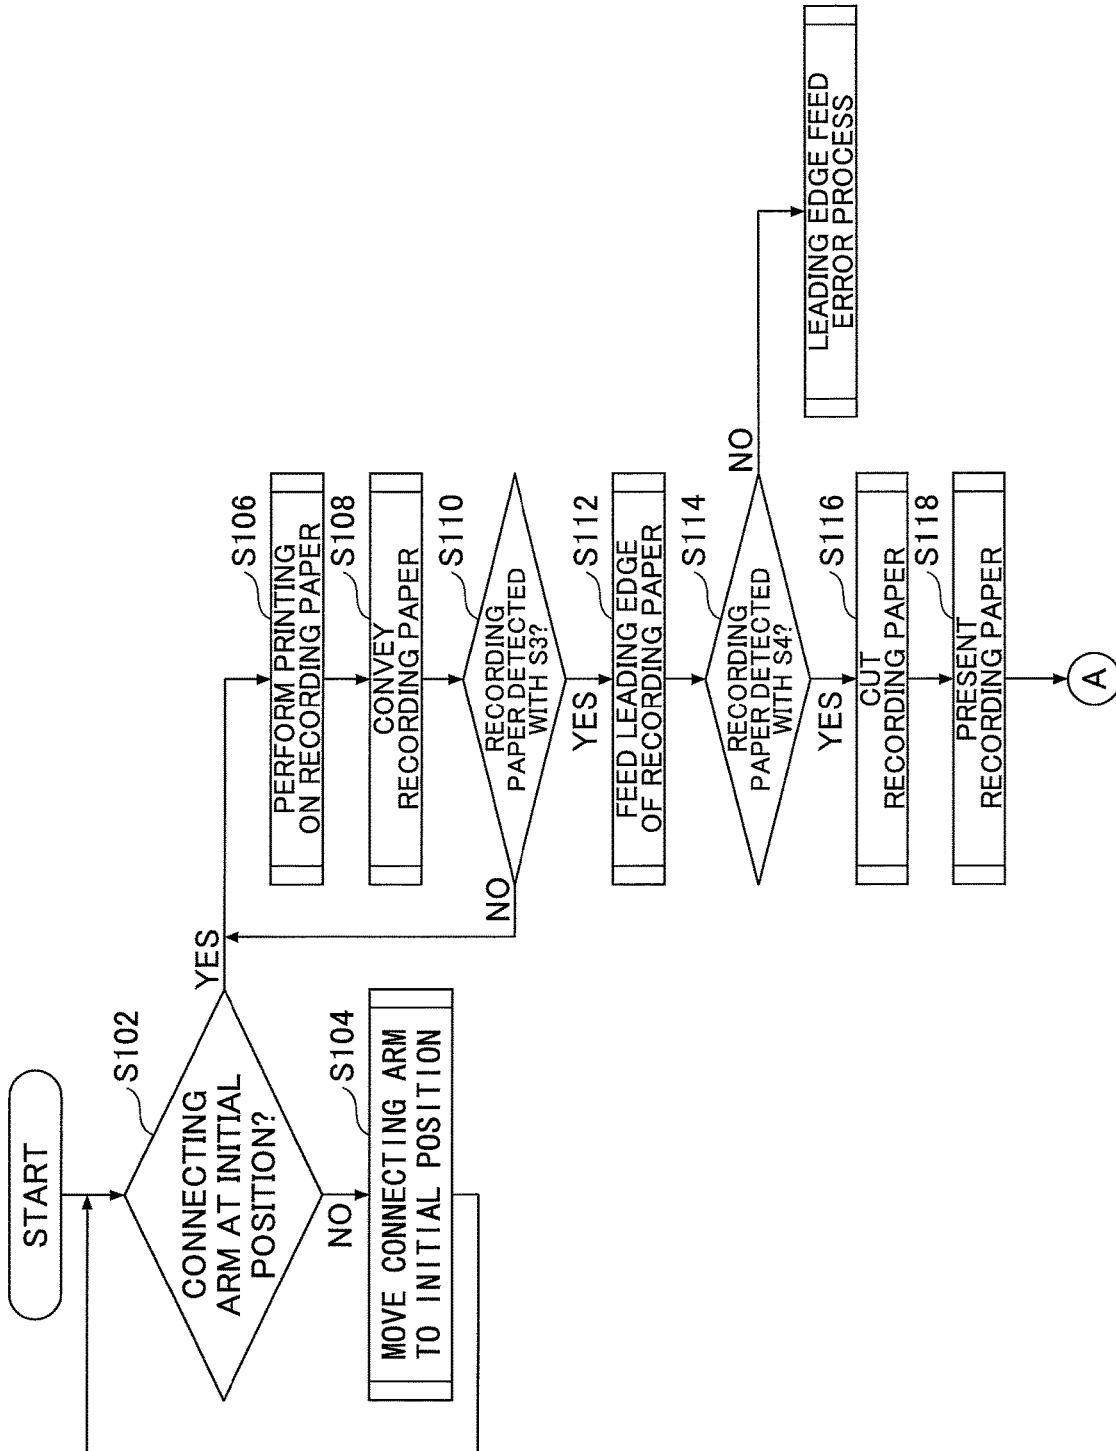 START
S102
CONNECTING
ARM AT INITIAL
POSITION?
YES
NO
S104
MOVE CONNECTING ARM
TO INITIAL POSITION
S106
PERFORM PRINTING
ON RECORDING PAPER
S108
CONVEY
RECORDING PAPER
S110
RECORDING
PAPER DETECTED
WITH S3?
NO
YES
S112
FEED LEADING EDGE
OF RECORDING PAPER
S114
RECORDING
PAPER DETECTED
WITH S4?
NO
YES
LEADING EDGE FEED
ERROR PROCESS
S116
CUT
RECORDING PAPER
S118
PRESENT
RECORDING PAPER
A